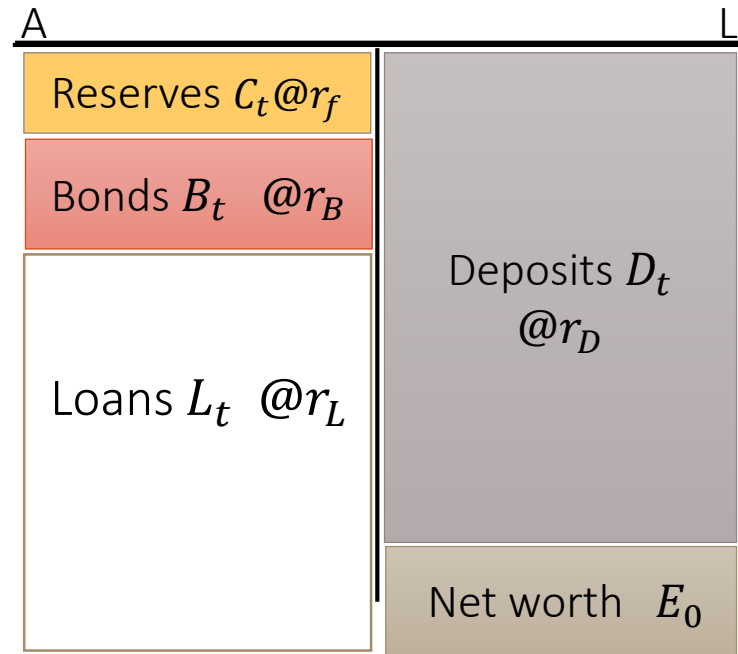 A L
Reserves C_t@r_f
Bonds B_t @r_B
Loans L_t @r_L
Deposits D_t
@r_D
Net worth E_0